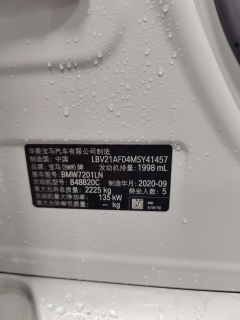 华晨宝马汽车有限公司制造
制造国：中国 LBV21AF04MSY41457
品牌：宝马(BMW)牌 发动机排量：1998 mL
整车型号：BMW7201LN
发动机型号：B48B20C 制造年月：2020-09
最大允许总质量：2225 kg 乘坐人数：5
发动机最大净功率：135 kW
—— kg